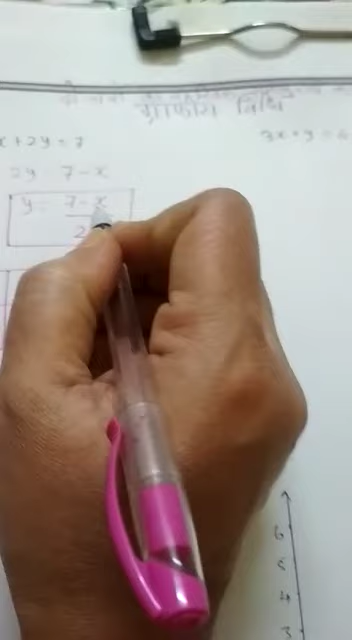 x + 2y = 7
2y 7 - x
y = 7 - x
2
3x + y = 6
6
5
4
3